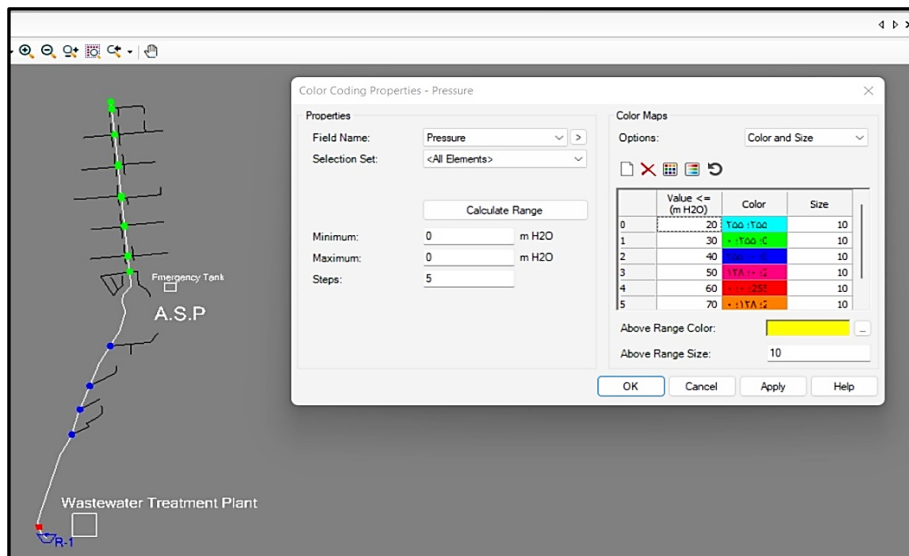 Color Coding Properties - Pressure
Properties
Field Name: Pressure >
Selection Set: <All Elements>
Calculate Range
Minimum: 0 m H2O
Maximum: 0 m H2O
Steps: 5
Color Maps
Options: Color and Size
Value <= (m H2O) Color Size
0 20 10
1 30 10
2 40 10
3 50 10
4 60 10
5 70 10
Above Range Color: ...
Above Range Size: 10
OK Cancel Apply Help
Emergency Tank
A.S.P
Wastewater Treatment Plant
R-1